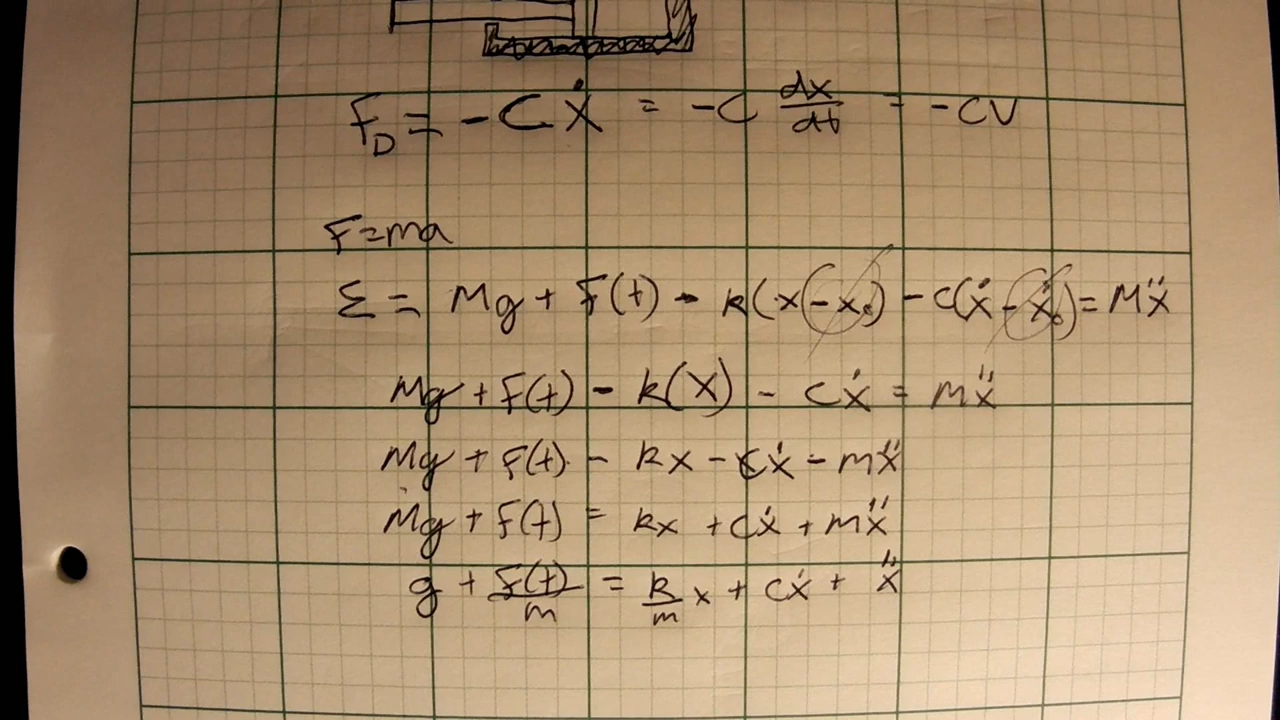 F_D = -CẊ = -C dx/dt = -CV
F=ma
Σ = Mg + F(t) - k(x-x₀) - c(ẋ-ẋ₀) = Mẍ
Mg + F(t) - k(X) - cẋ = mẍ
Mg + f(t) - kx - cẋ - mẍ
Mg + f(t) = kx + cẋ + mẍ
g + F(t)/m = k/m x + cẋ + ẍ